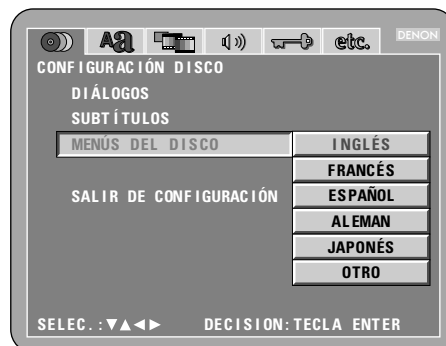 Aa etc. DENON
CONFIGURACIÓN DISCO
DIÁLOGOS
SUBTÍTULOS
MENÚS DEL DISCO INGLÉS
FRANCÉS
SALIR DE CONFIGURACIÓN ESPAÑOL
ALEMAN
JAPONÉS
OTRO
SELEC.:▼▲◄► DECISION:TECLA ENTER